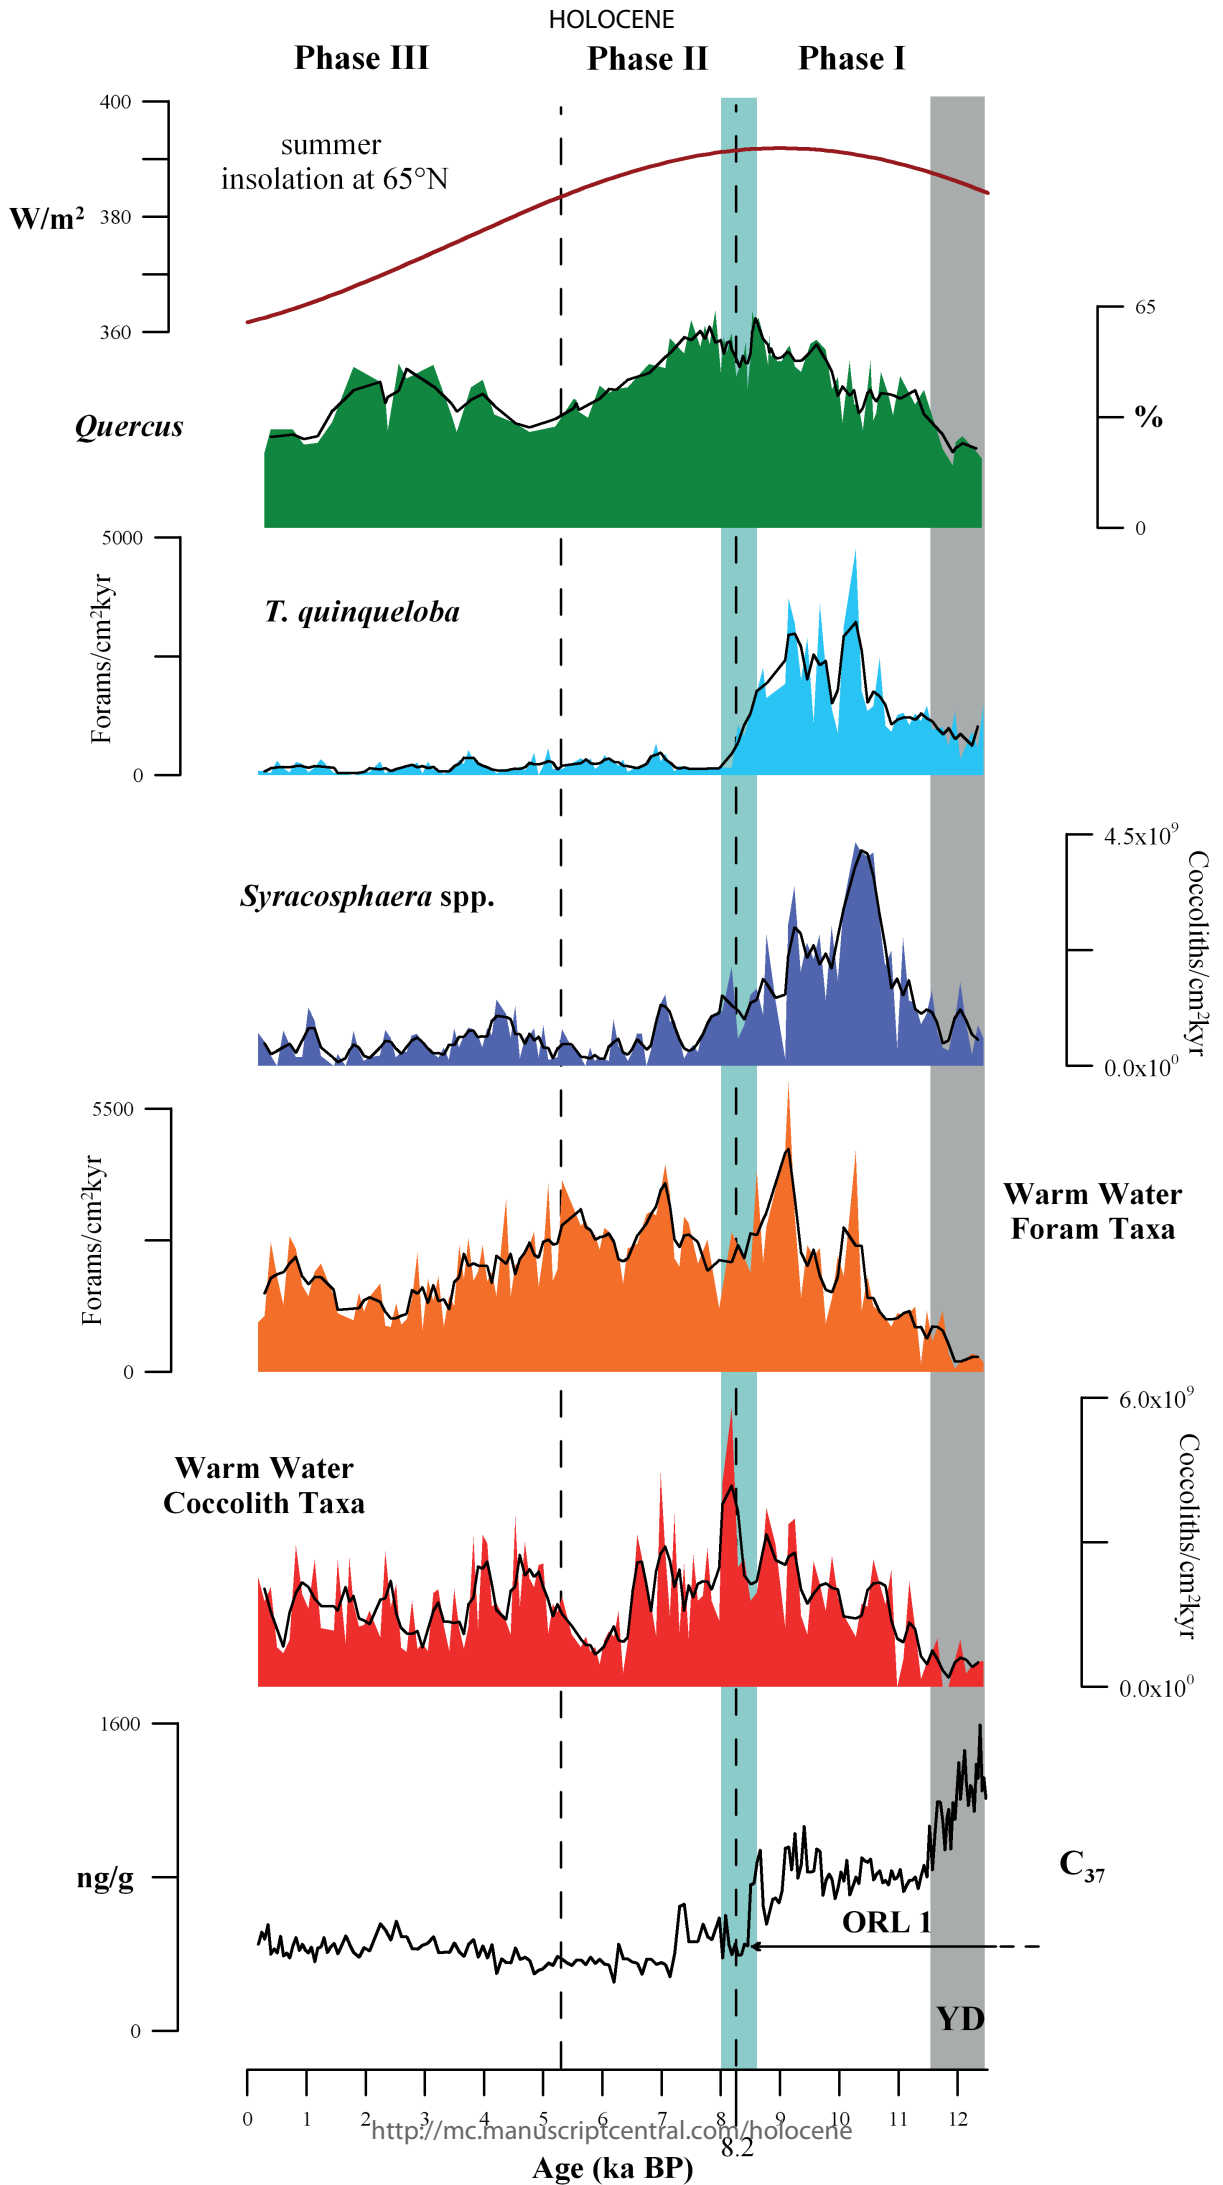 HOLOCENE
Phase III Phase II Phase I
400
summer
insolation at 65°N
W/m² 380
360
65
%
0
Quercus
5000
Forams/cm²kyr
0
T. quinqueloba
4.5x10⁹
Coccoliths/cm²kyr
0.0x10⁰
Syracosphaera spp.
5500
Forams/cm²kyr
0
Warm Water
Foram Taxa
6.0x10⁹
Coccoliths/cm²kyr
0.0x10⁰
Warm Water
Coccolith Taxa
1600
ng/g
0
C₃₇
ORL 1
YD
0 1 2 3 4 5 6 7 8 9 10 11 12
http://mc.manuscriptcentral.com/holocene
8.2
Age (ka BP)